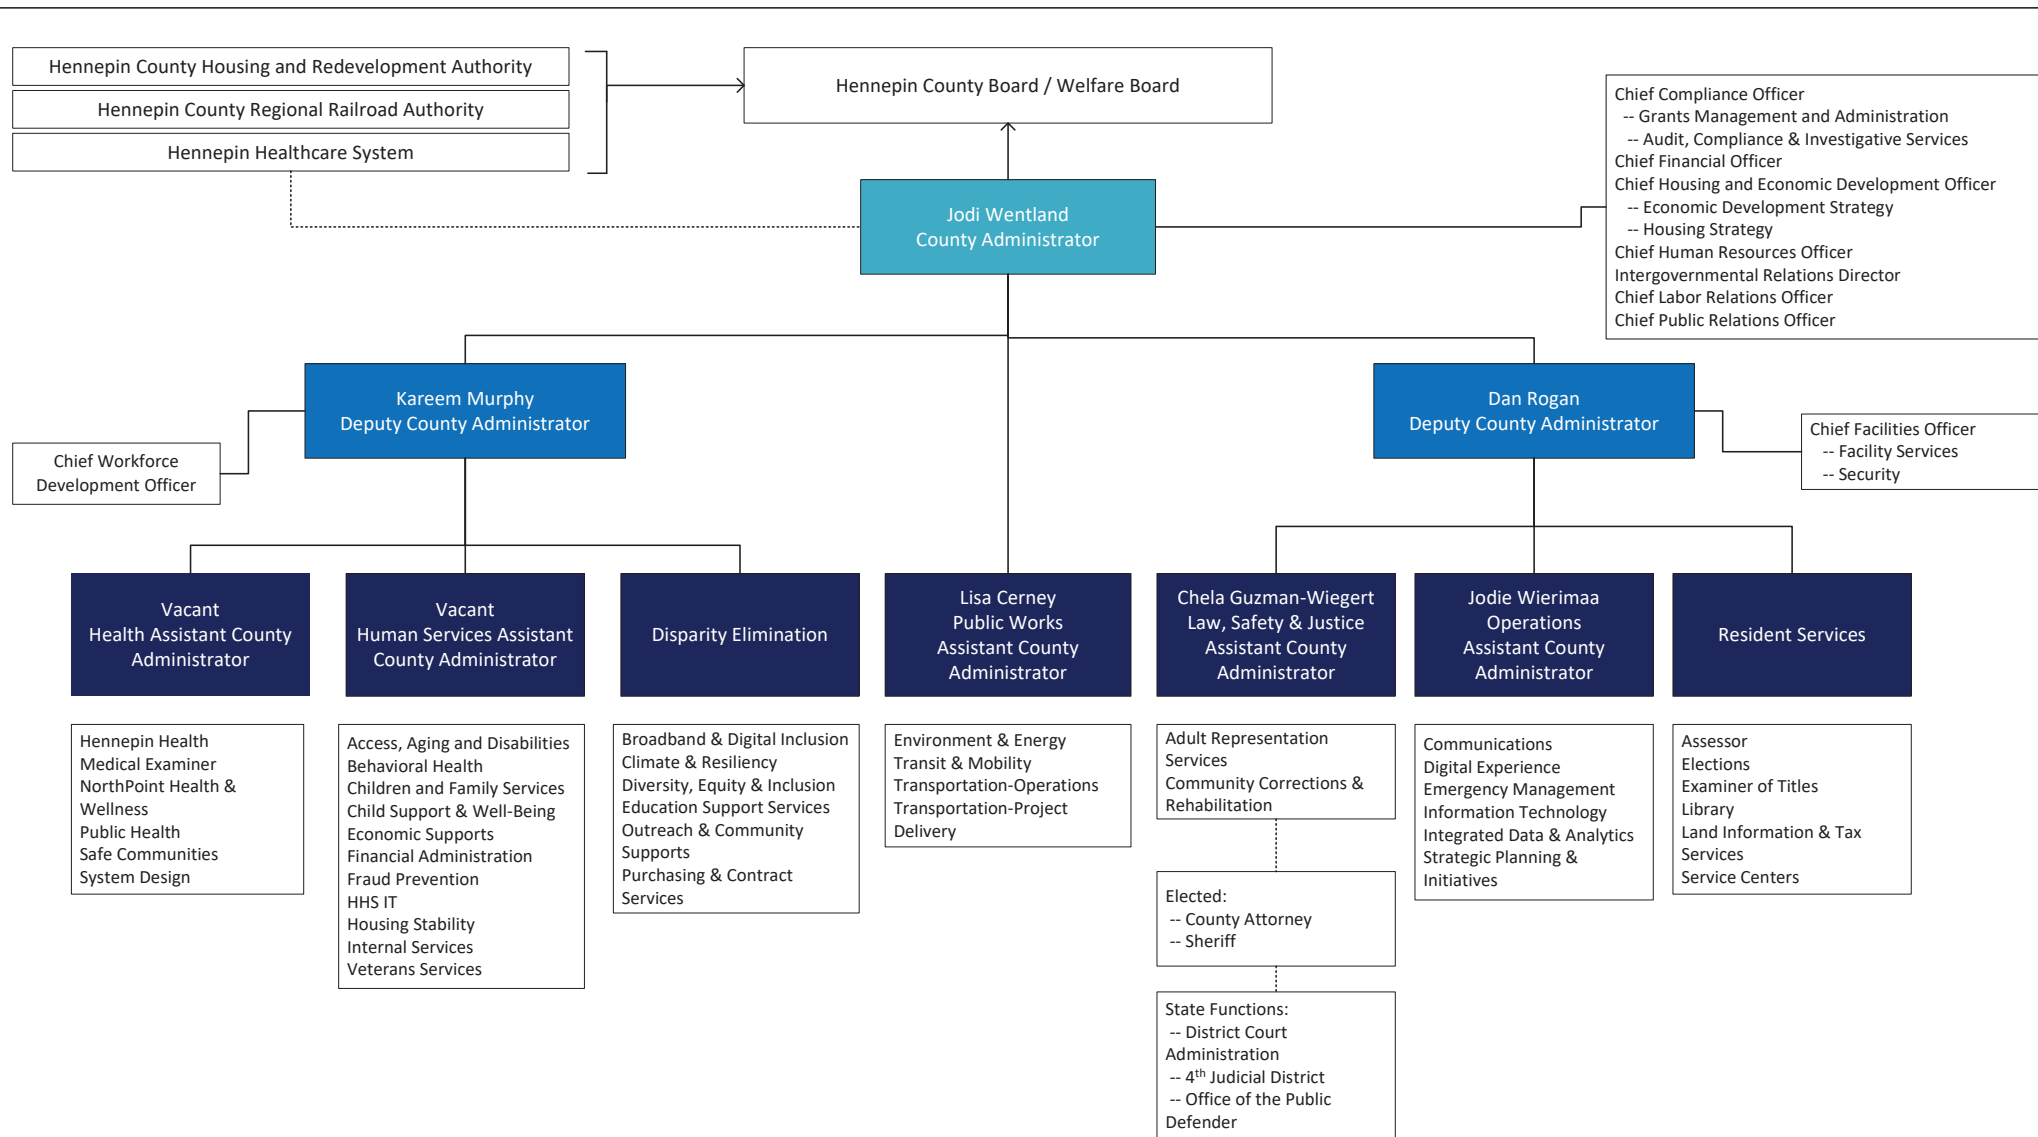 Hennepin County Housing and Redevelopment Authority
Hennepin County Regional Railroad Authority
Hennepin Healthcare System
Hennepin County Board / Welfare Board
Chief Compliance Officer
-- Grants Management and Administration
-- Audit, Compliance & Investigative Services
Chief Financial Officer
Chief Housing and Economic Development Officer
-- Economic Development Strategy
-- Housing Strategy
Chief Human Resources Officer
Intergovernmental Relations Director
Chief Labor Relations Officer
Chief Public Relations Officer
Jodi Wentland
County Administrator
Kareem Murphy
Deputy County Administrator
Dan Rogan
Deputy County Administrator
Chief Workforce
Development Officer
Chief Facilities Officer
-- Facility Services
-- Security
Vacant
Health Assistant County
Administrator
Vacant
Human Services Assistant
County Administrator
Disparity Elimination
Lisa Cerney
Public Works
Assistant County
Administrator
Chela Guzman-Wiegert
Law, Safety & Justice
Assistant County
Administrator
Jodie Wierimaa
Operations
Assistant County
Administrator
Resident Services
Hennepin Health
Medical Examiner
NorthPoint Health &
Wellness
Public Health
Safe Communities
System Design
Access, Aging and Disabilities
Behavioral Health
Children and Family Services
Child Support & Well-Being
Economic Supports
Financial Administration
Fraud Prevention
HHS IT
Housing Stability
Internal Services
Veterans Services
Broadband & Digital Inclusion
Climate & Resiliency
Diversity, Equity & Inclusion
Education Support Services
Outreach & Community
Supports
Purchasing & Contract
Services
Environment & Energy
Transit & Mobility
Transportation-Operations
Transportation-Project
Delivery
Adult Representation
Services
Community Corrections &
Rehabilitation
Elected:
-- County Attorney
-- Sheriff
State Functions:
-- District Court
Administration
-- 4th Judicial District
-- Office of the Public
Defender
Communications
Digital Experience
Emergency Management
Information Technology
Integrated Data & Analytics
Strategic Planning &
Initiatives
Assessor
Elections
Examiner of Titles
Library
Land Information & Tax
Services
Service Centers